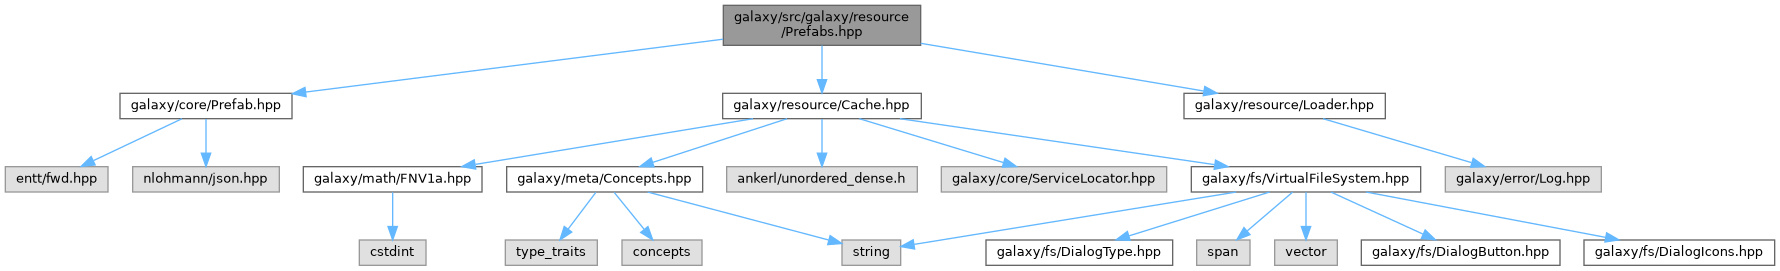 galaxy/src/galaxy/resource
/Prefabs.hpp
galaxy/core/Prefab.hpp
galaxy/resource/Cache.hpp
galaxy/resource/Loader.hpp
entt/fwd.hpp
nlohmann/json.hpp
galaxy/math/FNV1a.hpp
galaxy/meta/Concepts.hpp
ankerl/unordered_dense.h
galaxy/core/ServiceLocator.hpp
galaxy/fs/VirtualFileSystem.hpp
galaxy/error/Log.hpp
cstdint
type_traits
concepts
string
galaxy/fs/DialogType.hpp
span
vector
galaxy/fs/DialogButton.hpp
galaxy/fs/DialogIcons.hpp